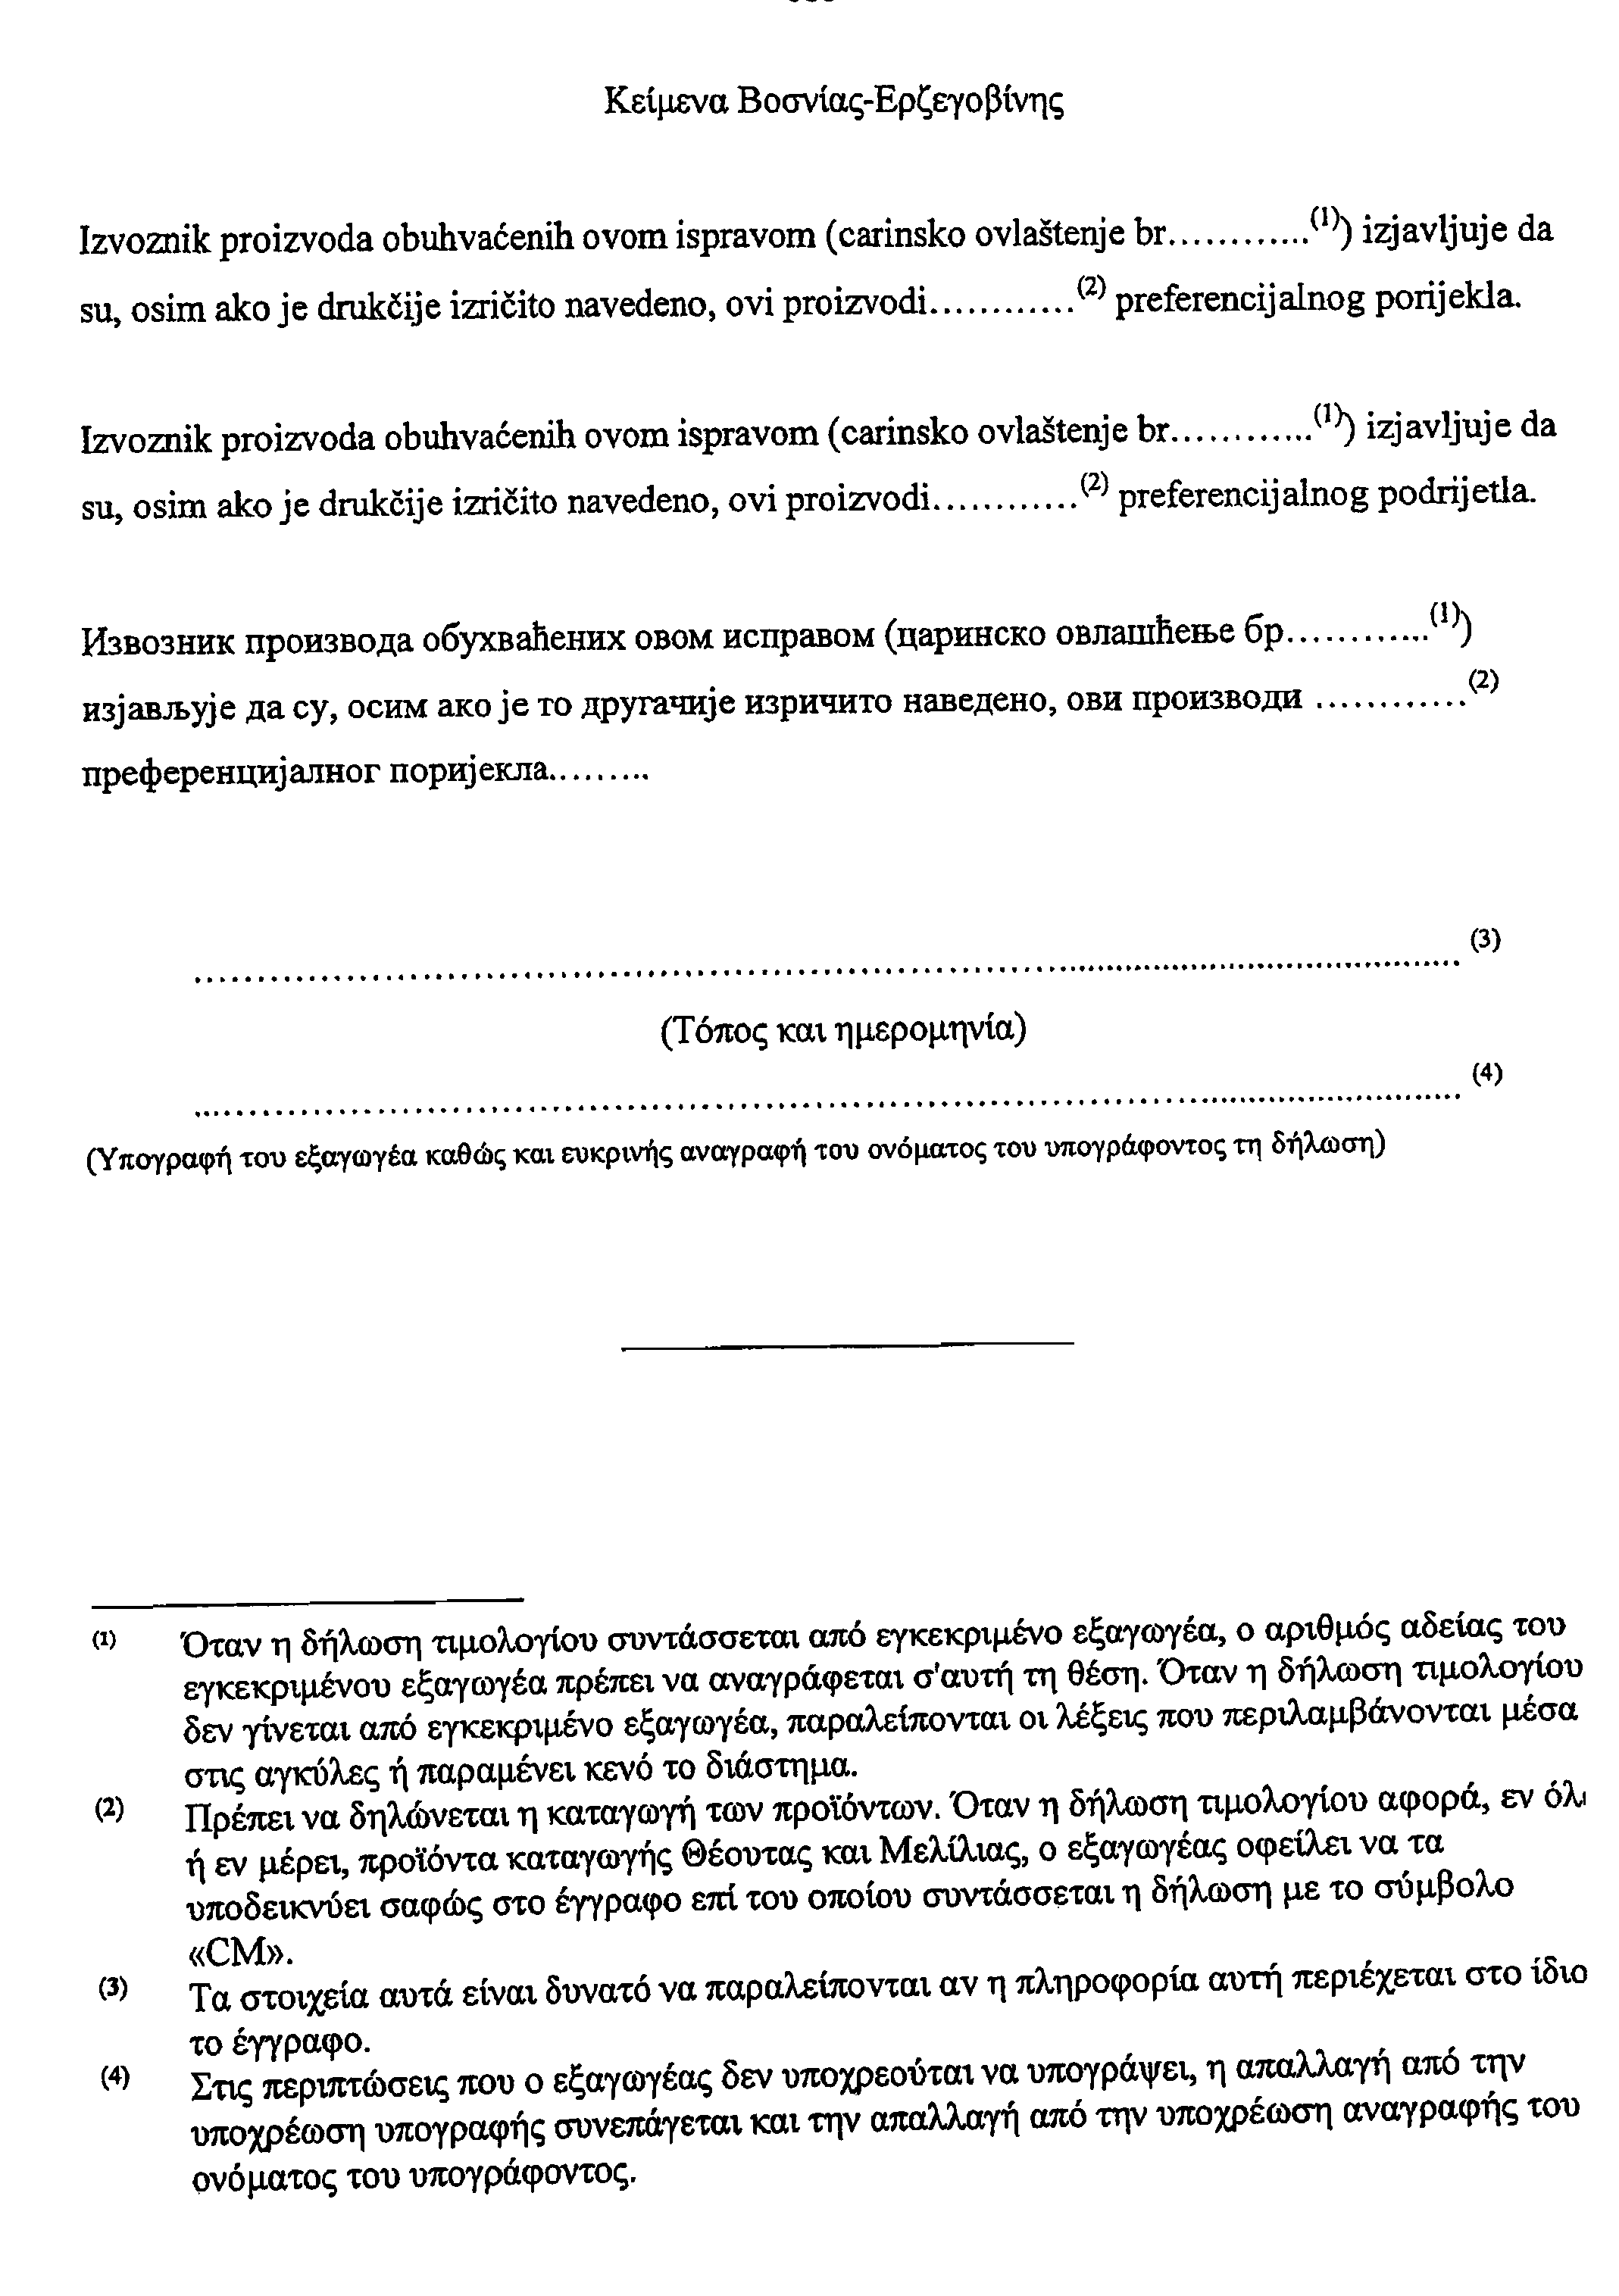 Κείμενα Βοσνίας-Ερζεγοβίνης
Izvoznik proizvoda obuhvaćenih ovom ispravom (carinsko ovlaštenje br............. (1)) izjavljuje da
su, osim ako je drukčije izričito navedeno, ovi proizvodi............. (2) preferencijalnog porijekla.
Izvoznik proizvoda obuhvaćenih ovom ispravom (carinsko ovlaštenje br............. (1)) izjavljuje da
su, osim ako je drukčije izričito navedeno, ovi proizvodi............. (2) preferencijalnog podrijetla.
Извозник производа обухваћених овом исправом (царинско овлашћење бр............. (1))
изјављује да су, осим ако је то другачије изричито наведено, ови производи ............. (2)
преференцијалног поријекла.........
.............................................................................................................. (3)
(Τόπος και ημερομηνία)
.............................................................................................................. (4)
(Υπογραφή του εξαγωγέα καθώς και ευκρινής αναγραφή του ονόματος του υπογράφοντος τη δήλωση)
(1) Όταν η δήλωση τιμολογίου συντάσσεται από εγκεκριμένο εξαγωγέα, ο αριθμός αδείας του
εγκεκριμένου εξαγωγέα πρέπει να αναγράφεται σ'αυτή τη θέση. Όταν η δήλωση τιμολογίου
δεν γίνεται από εγκεκριμένο εξαγωγέα, παραλείπονται οι λέξεις που περιλαμβάνονται μέσα
στις αγκύλες ή παραμένει κενό το διάστημα.
(2) Πρέπει να δηλώνεται η καταγωγή των προϊόντων. Όταν η δήλωση τιμολογίου αφορά, εν
ή εν μέρει, προϊόντα καταγωγής Θέουτας και Μελίλιας, ο εξαγωγέας οφείλει να τα
υποδεικνύει σαφώς στο έγγραφο επί του οποίου συντάσσεται η δήλωση με το σύμβολο
«CM».
(3) Τα στοιχεία αυτά είναι δυνατό να παραλείπονται αν η πληροφορία αυτή περιέχεται στο ίδιο
το έγγραφο.
(4) Στις περιπτώσεις που ο εξαγωγέας δεν υποχρεούται να υπογράψει, η απαλλαγή από την
υποχρέωση υπογραφής συνεπάγεται και την απαλλαγή από την υποχρέωση αναγραφής του
ονόματος του υπογράφοντος.